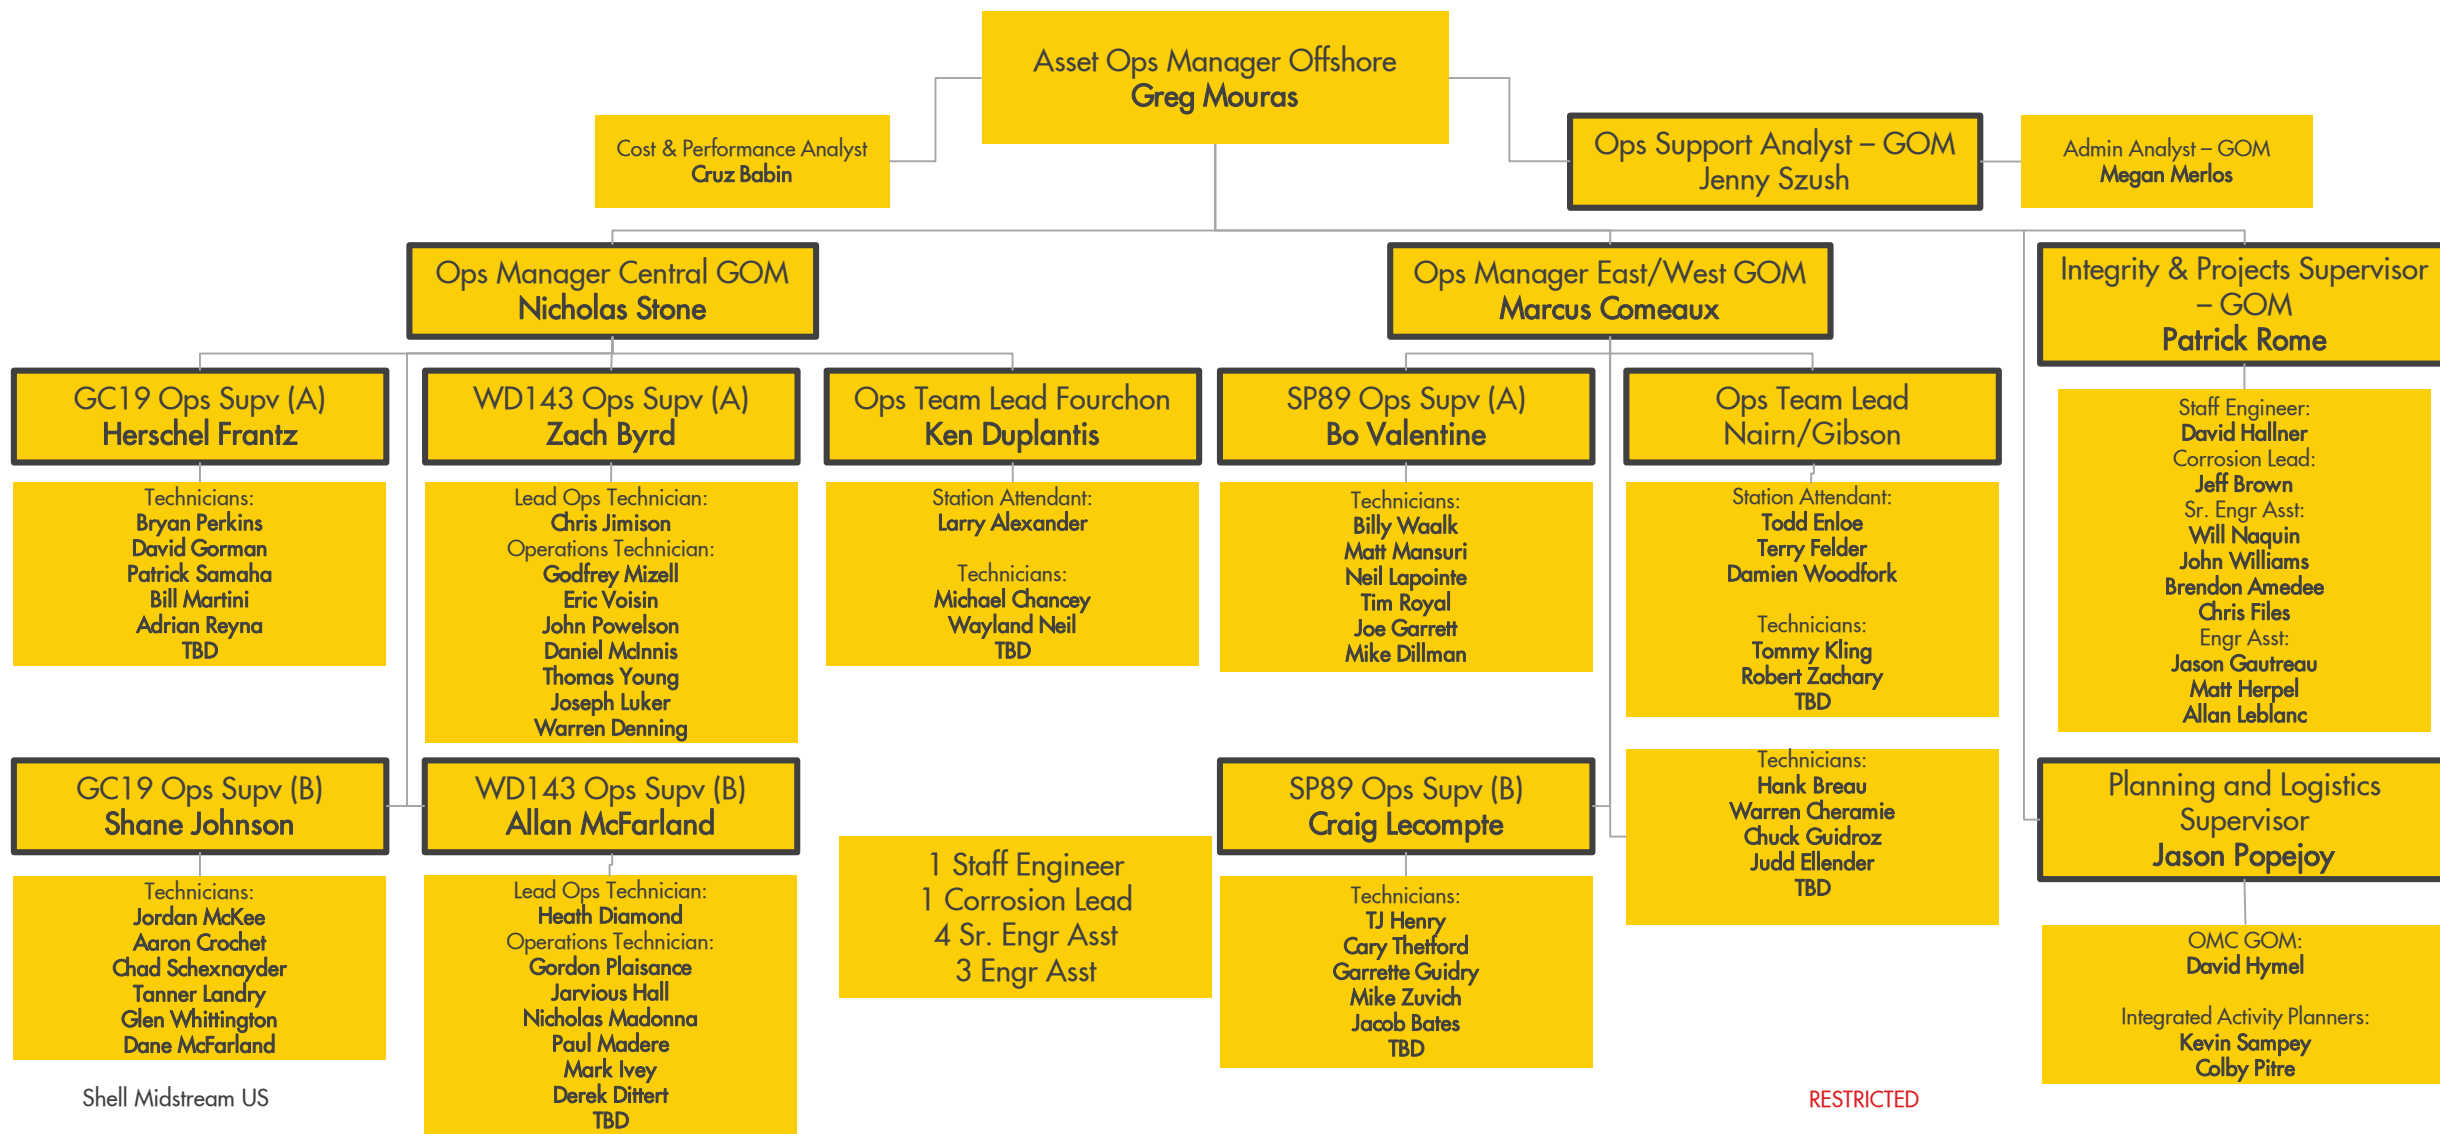 Asset Ops Manager Offshore
Greg Mouras
Cost & Performance Analyst
Cruz Babin
Ops Support Analyst – GOM
Jenny Szush
Admin Analyst – GOM
Megan Merlos
Ops Manager Central GOM
Nicholas Stone
Ops Manager East/West GOM
Marcus Comeaux
Integrity & Projects Supervisor
– GOM
Patrick Rome
GC19 Ops Supv (A)
Herschel Frantz
WD143 Ops Supv (A)
Zach Byrd
Ops Team Lead Fourchon
Ken Duplantis
SP89 Ops Supv (A)
Bo Valentine
Ops Team Lead
Nairn/Gibson
Technicians:
Bryan Perkins
David Gorman
Patrick Samaha
Bill Martini
Adrian Reyna
TBD
Lead Ops Technician:
Chris Jimison
Operations Technician:
Godfrey Mizell
Eric Voisin
John Powelson
Daniel McInnis
Thomas Young
Joseph Luker
Warren Denning
Station Attendant:
Larry Alexander
Technicians:
Michael Chancey
Wayland Neil
TBD
Technicians:
Billy Waalk
Matt Mansuri
Neil Lapointe
Tim Royal
Joe Garrett
Mike Dillman
Station Attendant:
Todd Enloe
Terry Felder
Damien Woodfork
Technicians:
Tommy Kling
Robert Zachary
TBD
Staff Engineer:
David Hallner
Corrosion Lead:
Jeff Brown
Sr. Engr Asst:
Will Naquin
John Williams
Brendon Amedee
Chris Files
Engr Asst:
Jason Gautreau
Matt Herpel
Allan Leblanc
GC19 Ops Supv (B)
Shane Johnson
WD143 Ops Supv (B)
Allan McFarland
1 Staff Engineer
1 Corrosion Lead
4 Sr. Engr Asst
3 Engr Asst
SP89 Ops Supv (B)
Craig Lecompte
Technicians:
Hank Breau
Warren Cheramie
Chuck Guidroz
Judd Ellender
TBD
Planning and Logistics
Supervisor
Jason Popejoy
Technicians:
Jordan McKee
Aaron Crochet
Chad Schexnayder
Tanner Landry
Glen Whittington
Dane McFarland
Lead Ops Technician:
Heath Diamond
Operations Technician:
Gordon Plaisance
Jarvious Hall
Nicholas Madonna
Paul Madere
Mark Ivey
Derek Dittert
TBD
Technicians:
TJ Henry
Cary Thetford
Garrette Guidry
Mike Zuvich
Jacob Bates
TBD
OMC GOM:
David Hymel
Integrated Activity Planners:
Kevin Sampey
Colby Pitre
Shell Midstream US
RESTRICTED